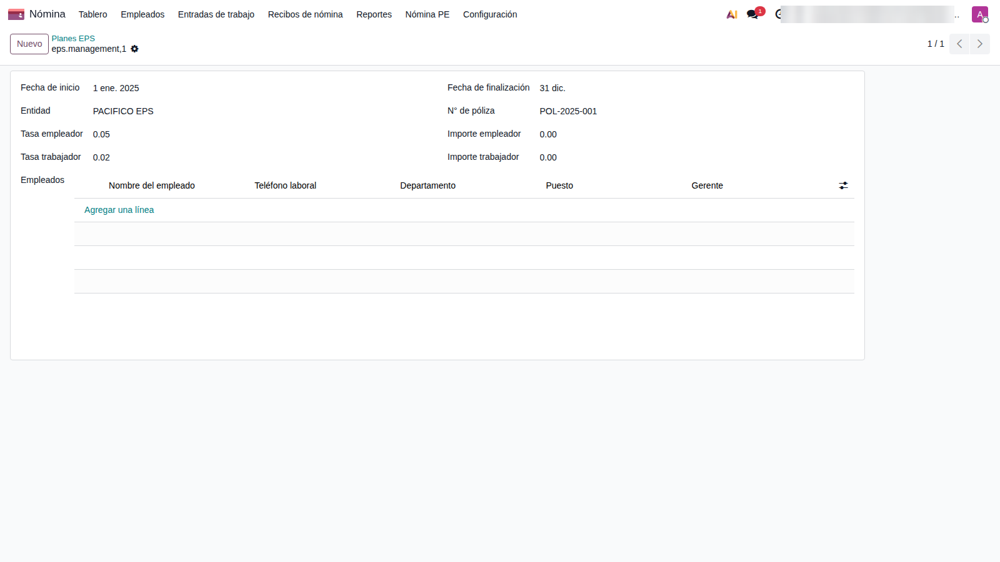 Nómina Tablero Empleados Entradas de trabajo Recibos de nómina Reportes Nómina PE Configuración AI 1 .. A
Nuevo Planes EPS
eps.management,1 1 / 1
Fecha de inicio 1 ene. 2025 Fecha de finalización 31 dic.
Entidad PACIFICO EPS N° de póliza POL-2025-001
Tasa empleador 0.05 Importe empleador 0.00
Tasa trabajador 0.02 Importe trabajador 0.00
Empleados
Nombre del empleado Teléfono laboral Departamento Puesto Gerente
Agregar una línea